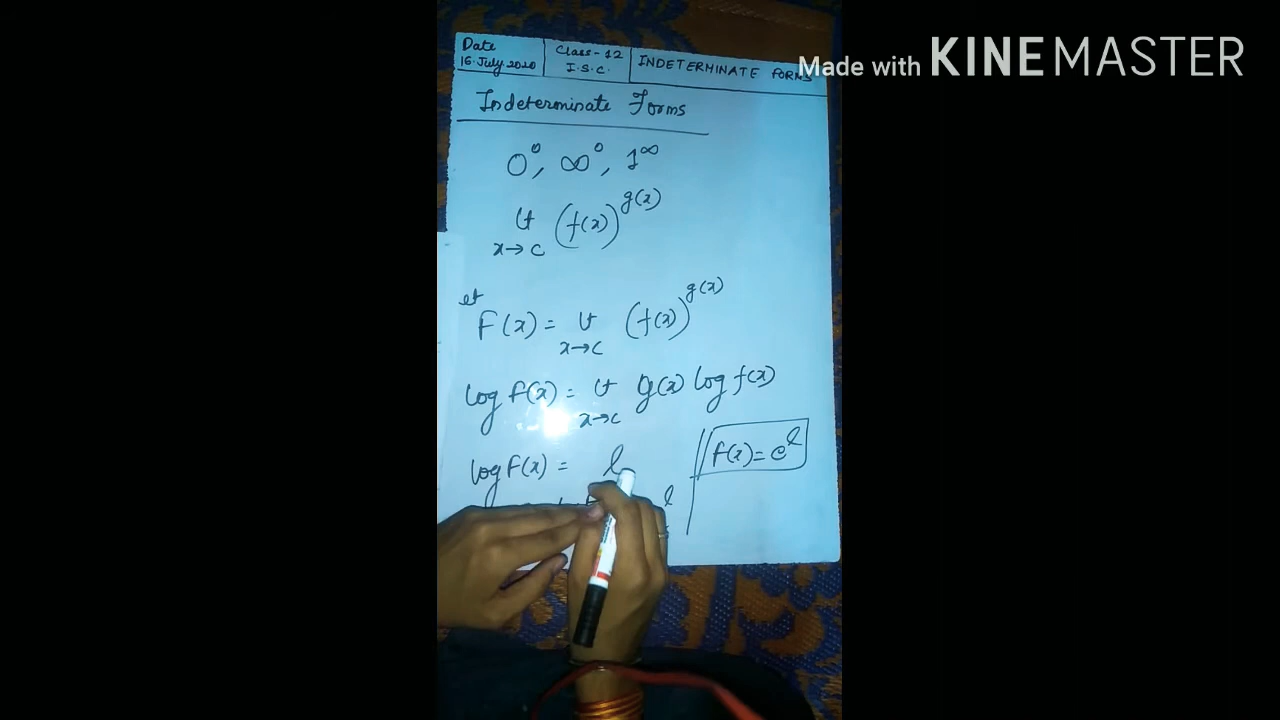 Made with KINEMASTER
Date
16 July 2020
Class-12
I.S.C.
INDETERMINATE FORMS
Indeterminate Forms
0⁰, ∞⁰, 1^∞
lt (f(x))^g(x)
x→c
let
F(x) = lt (f(x))^g(x)
x→c
log F(x) = lt g(x) log f(x)
x→c
log F(x) = l
F(x) = e^l
l